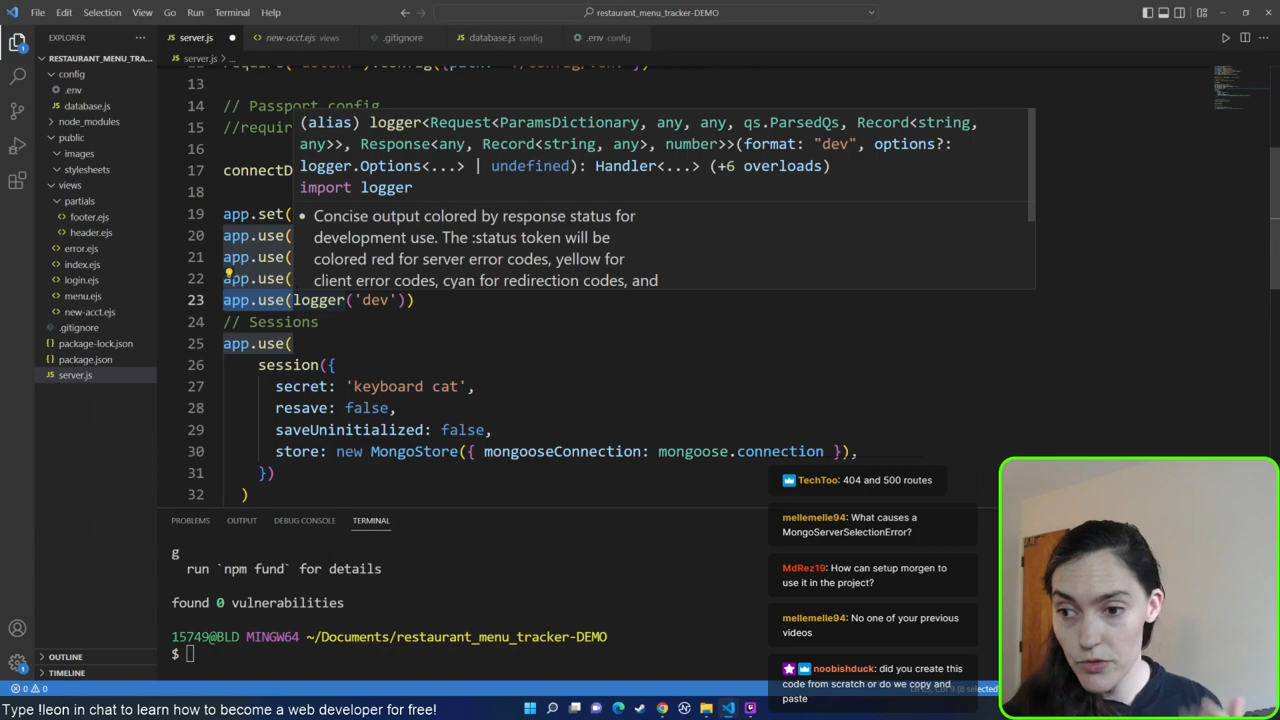 File Edit Selection View Go Run Terminal Help
restaurant_menu_tracker-DEMO
EXPLORER
RESTAURANT_MENU_TRA...
config
.env
database.js
node_modules
public
images
stylesheets
views
partials
footer.ejs
header.ejs
error.ejs
index.ejs
login.ejs
menu.ejs
new-acct.ejs
.gitignore
package-lock.json
package.json
server.js
OUTLINE
TIMELINE
server.js
new-acct.ejs views
.gitignore
database.js config
.env config
server.js > ...
13
14 // Passport config
15 //requir
16
17 connectD
18
19 app.set(
20 app.use(
21 app.use(
22 app.use(
23 app.use(logger('dev'))
24 // Sessions
25 app.use(
26 session({
27 secret: 'keyboard cat',
28 resave: false,
29 saveUninitialized: false,
30 store: new MongoStore({ mongooseConnection: mongoose.connection }),
31 })
32 )
(alias) logger<Request<ParamsDictionary, any, any, qs.ParsedQs, Record<string,
any>>, Response<any, Record<string, any>, number>>(format: "dev", options?:
logger.Options<...> | undefined): Handler<...> (+6 overloads)
import logger
• Concise output colored by response status for
development use. The :status token will be
colored red for server error codes, yellow for
client error codes, cyan for redirection codes, and
PROBLEMS OUTPUT DEBUG CONSOLE TERMINAL
g
run `npm fund` for details
found 0 vulnerabilities
15749@BLD MINGW64 ~/Documents/restaurant_menu_tracker-DEMO
$
TechToo: 404 and 500 routes
mellemelle94: What causes a
MongoServerSelectionError?
MdRez19: How can setup morgen to
use it in the project?
mellemelle94: No one of your previous
videos
noobishduck: did you create this
code from scratch or do we copy and
paste
0 0
Type !leon in chat to learn how to become a web developer for free!